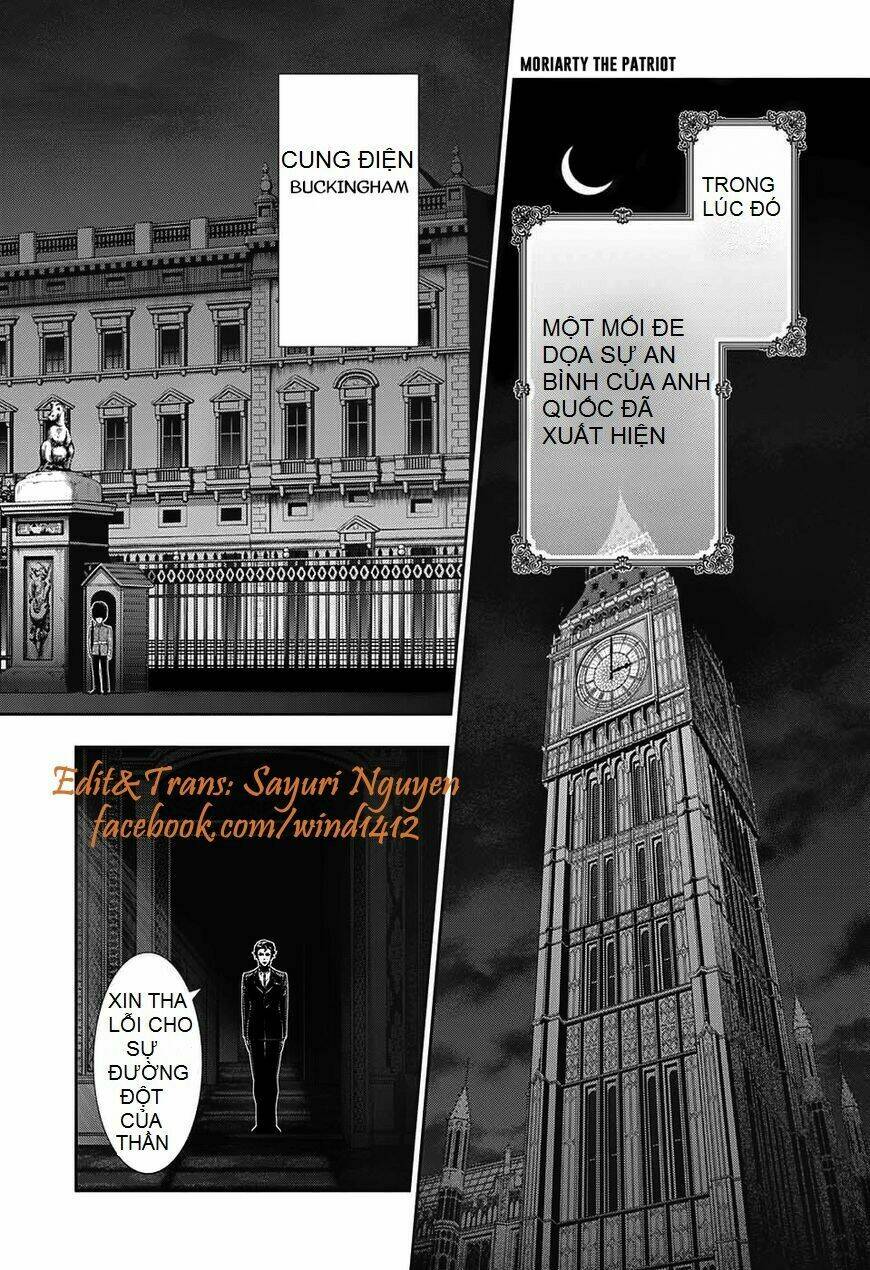 MORIARTY THE PATRIOT
TRONG
LÚC ĐÓ
MỘT MỐI ĐE
DỌA SỰ AN
BÌNH CỦA ANH
QUỐC ĐÃ
XUẤT HIỆN
CUNG ĐIỆN
BUCKINGHAM
Edit&Trans: Sayuri Nguyen
facebook.com/wind1412
XIN THA
LỖI CHO
SỰ
ĐƯỜNG
ĐỘT
CỦA
THẦN